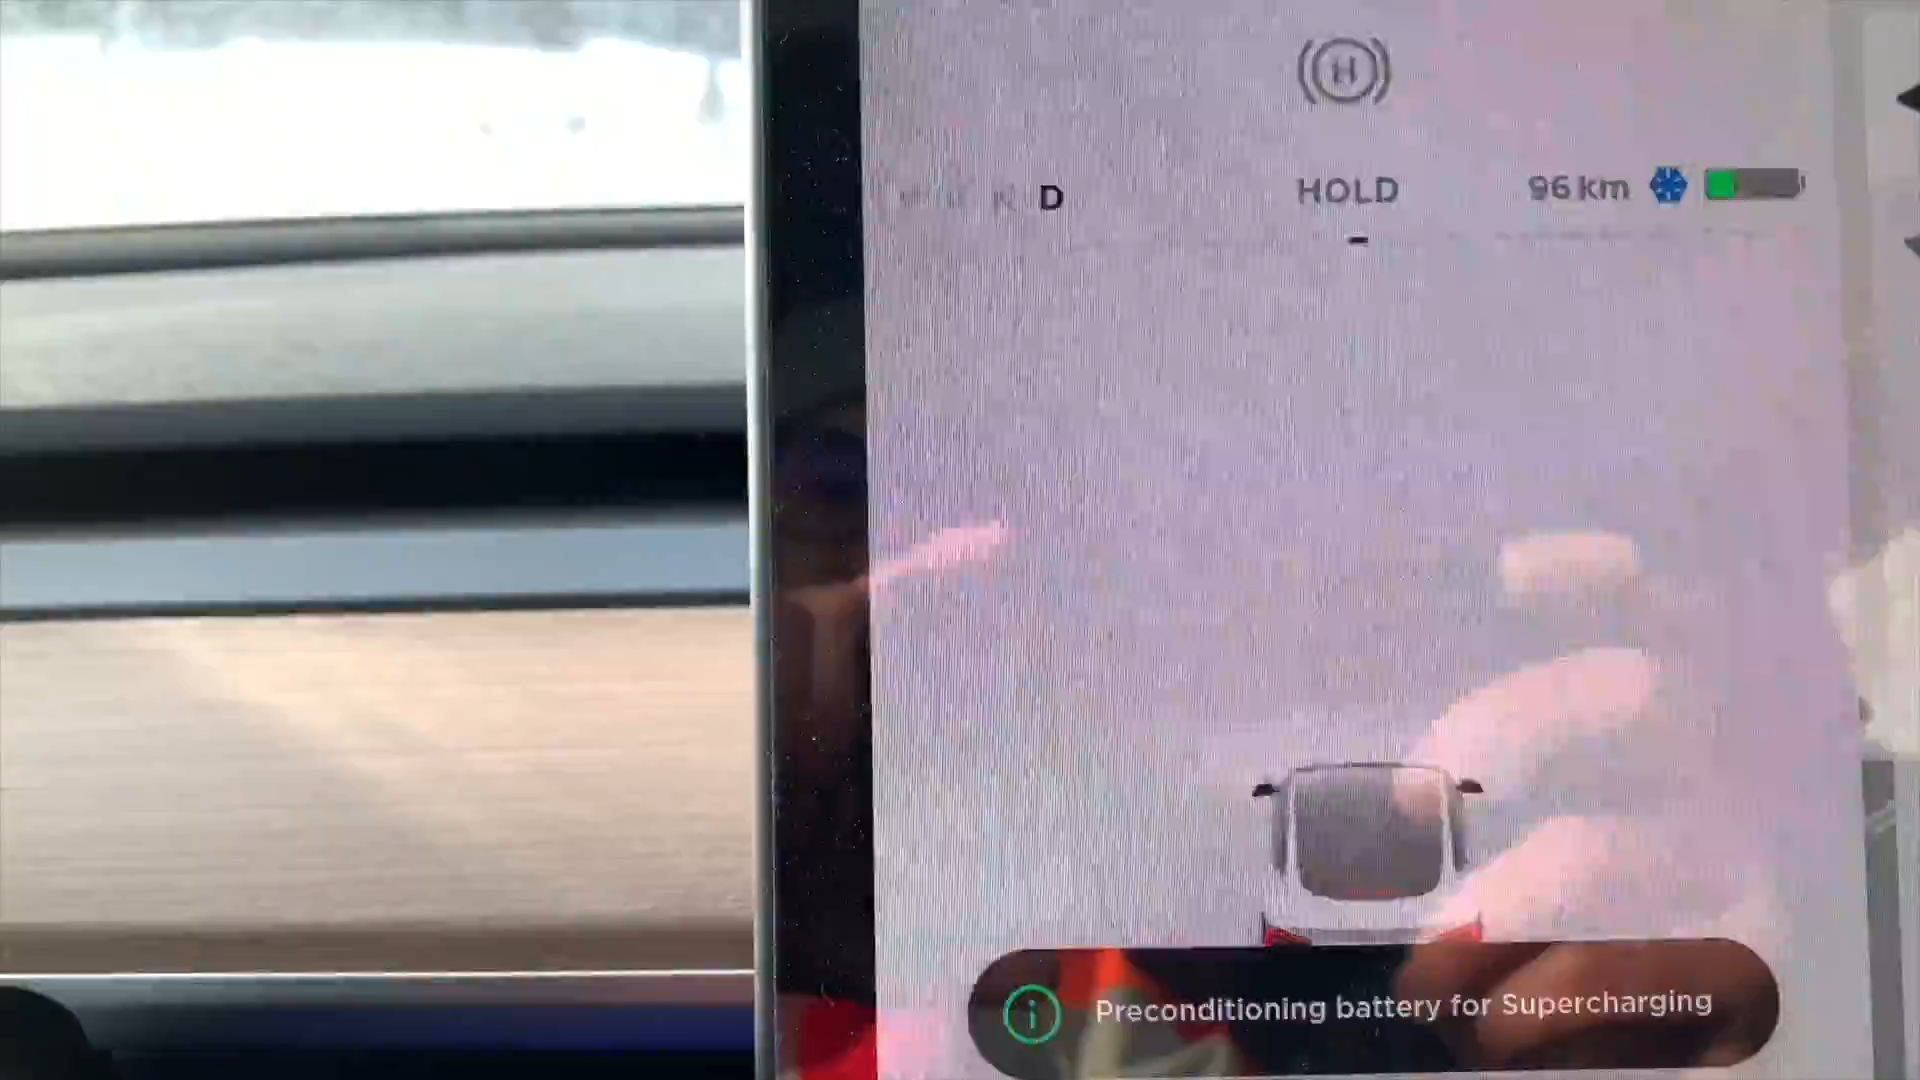 H
D
HOLD
96 km
Preconditioning battery for Supercharging